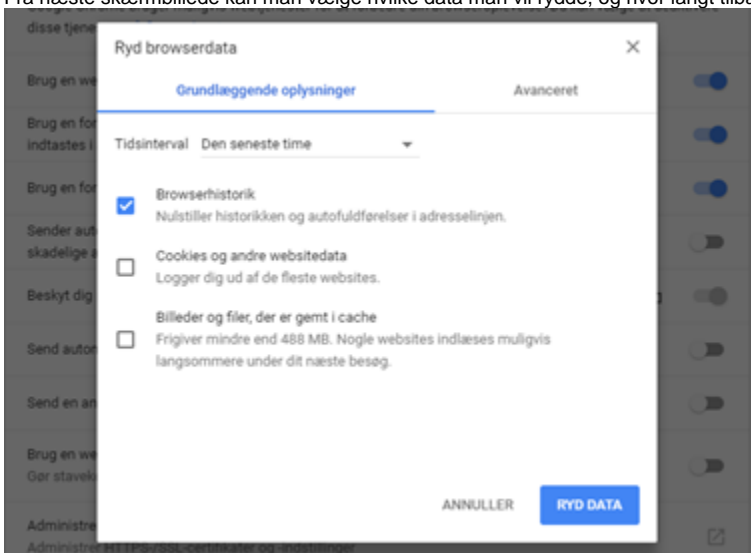 Fra næste skærmbillede kan man vælge hvilke data man vil rydde, og hvor langt
disse tjene
Ryd browserdata
Brug en we
Grundlæggende oplysninger
Avanceret
Brug en for
indtastes i
Tidsinterval Den seneste time
Brug en for
Browserhistorik
Nulstiller historikken og autofuldførelser i adresselinjen.
Sender aut
skadelige a
Cookies og andre websitedata
Logger dig ud af de fleste websites.
Beskyt dig
Billeder og filer, der er gemt i cache
Frigiver mindre end 488 MB. Nogle websites indlæses muligvis
langsommere under dit næste besøg.
Send auton
Send en an
Brug en we
Gør stavek
ANNULLER RYD DATA
Administre
Administrer HTTPS-/SSL-certifikater og -indstillinger